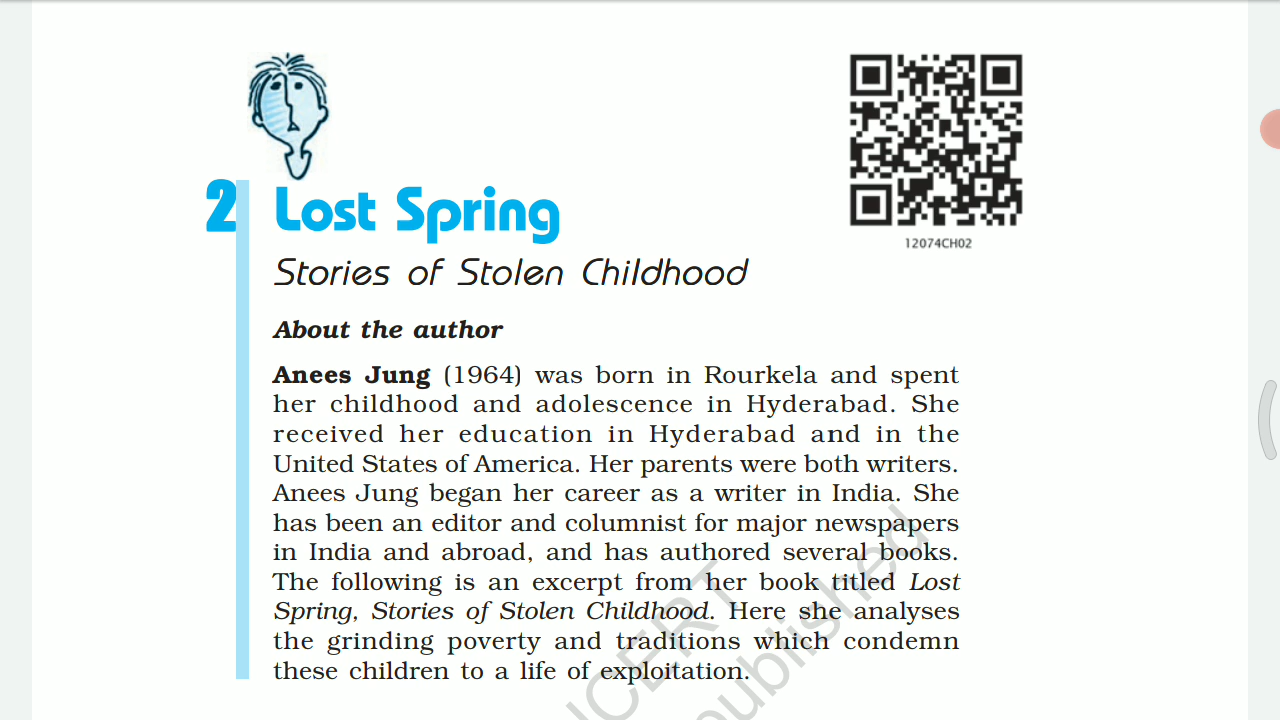 12074CH02
2 Lost Spring
Stories of Stolen Childhood
About the author
Anees Jung (1964) was born in Rourkela and spent
her childhood and adolescence in Hyderabad. She
received her education in Hyderabad and in the
United States of America. Her parents were both writers.
Anees Jung began her career as a writer in India. She
has been an editor and columnist for major newspapers
in India and abroad, and has authored several books.
The following is an excerpt from her book titled Lost
Spring, Stories of Stolen Childhood. Here she analyses
the grinding poverty and traditions which condemn
these children to a life of exploitation.
NCERT
published